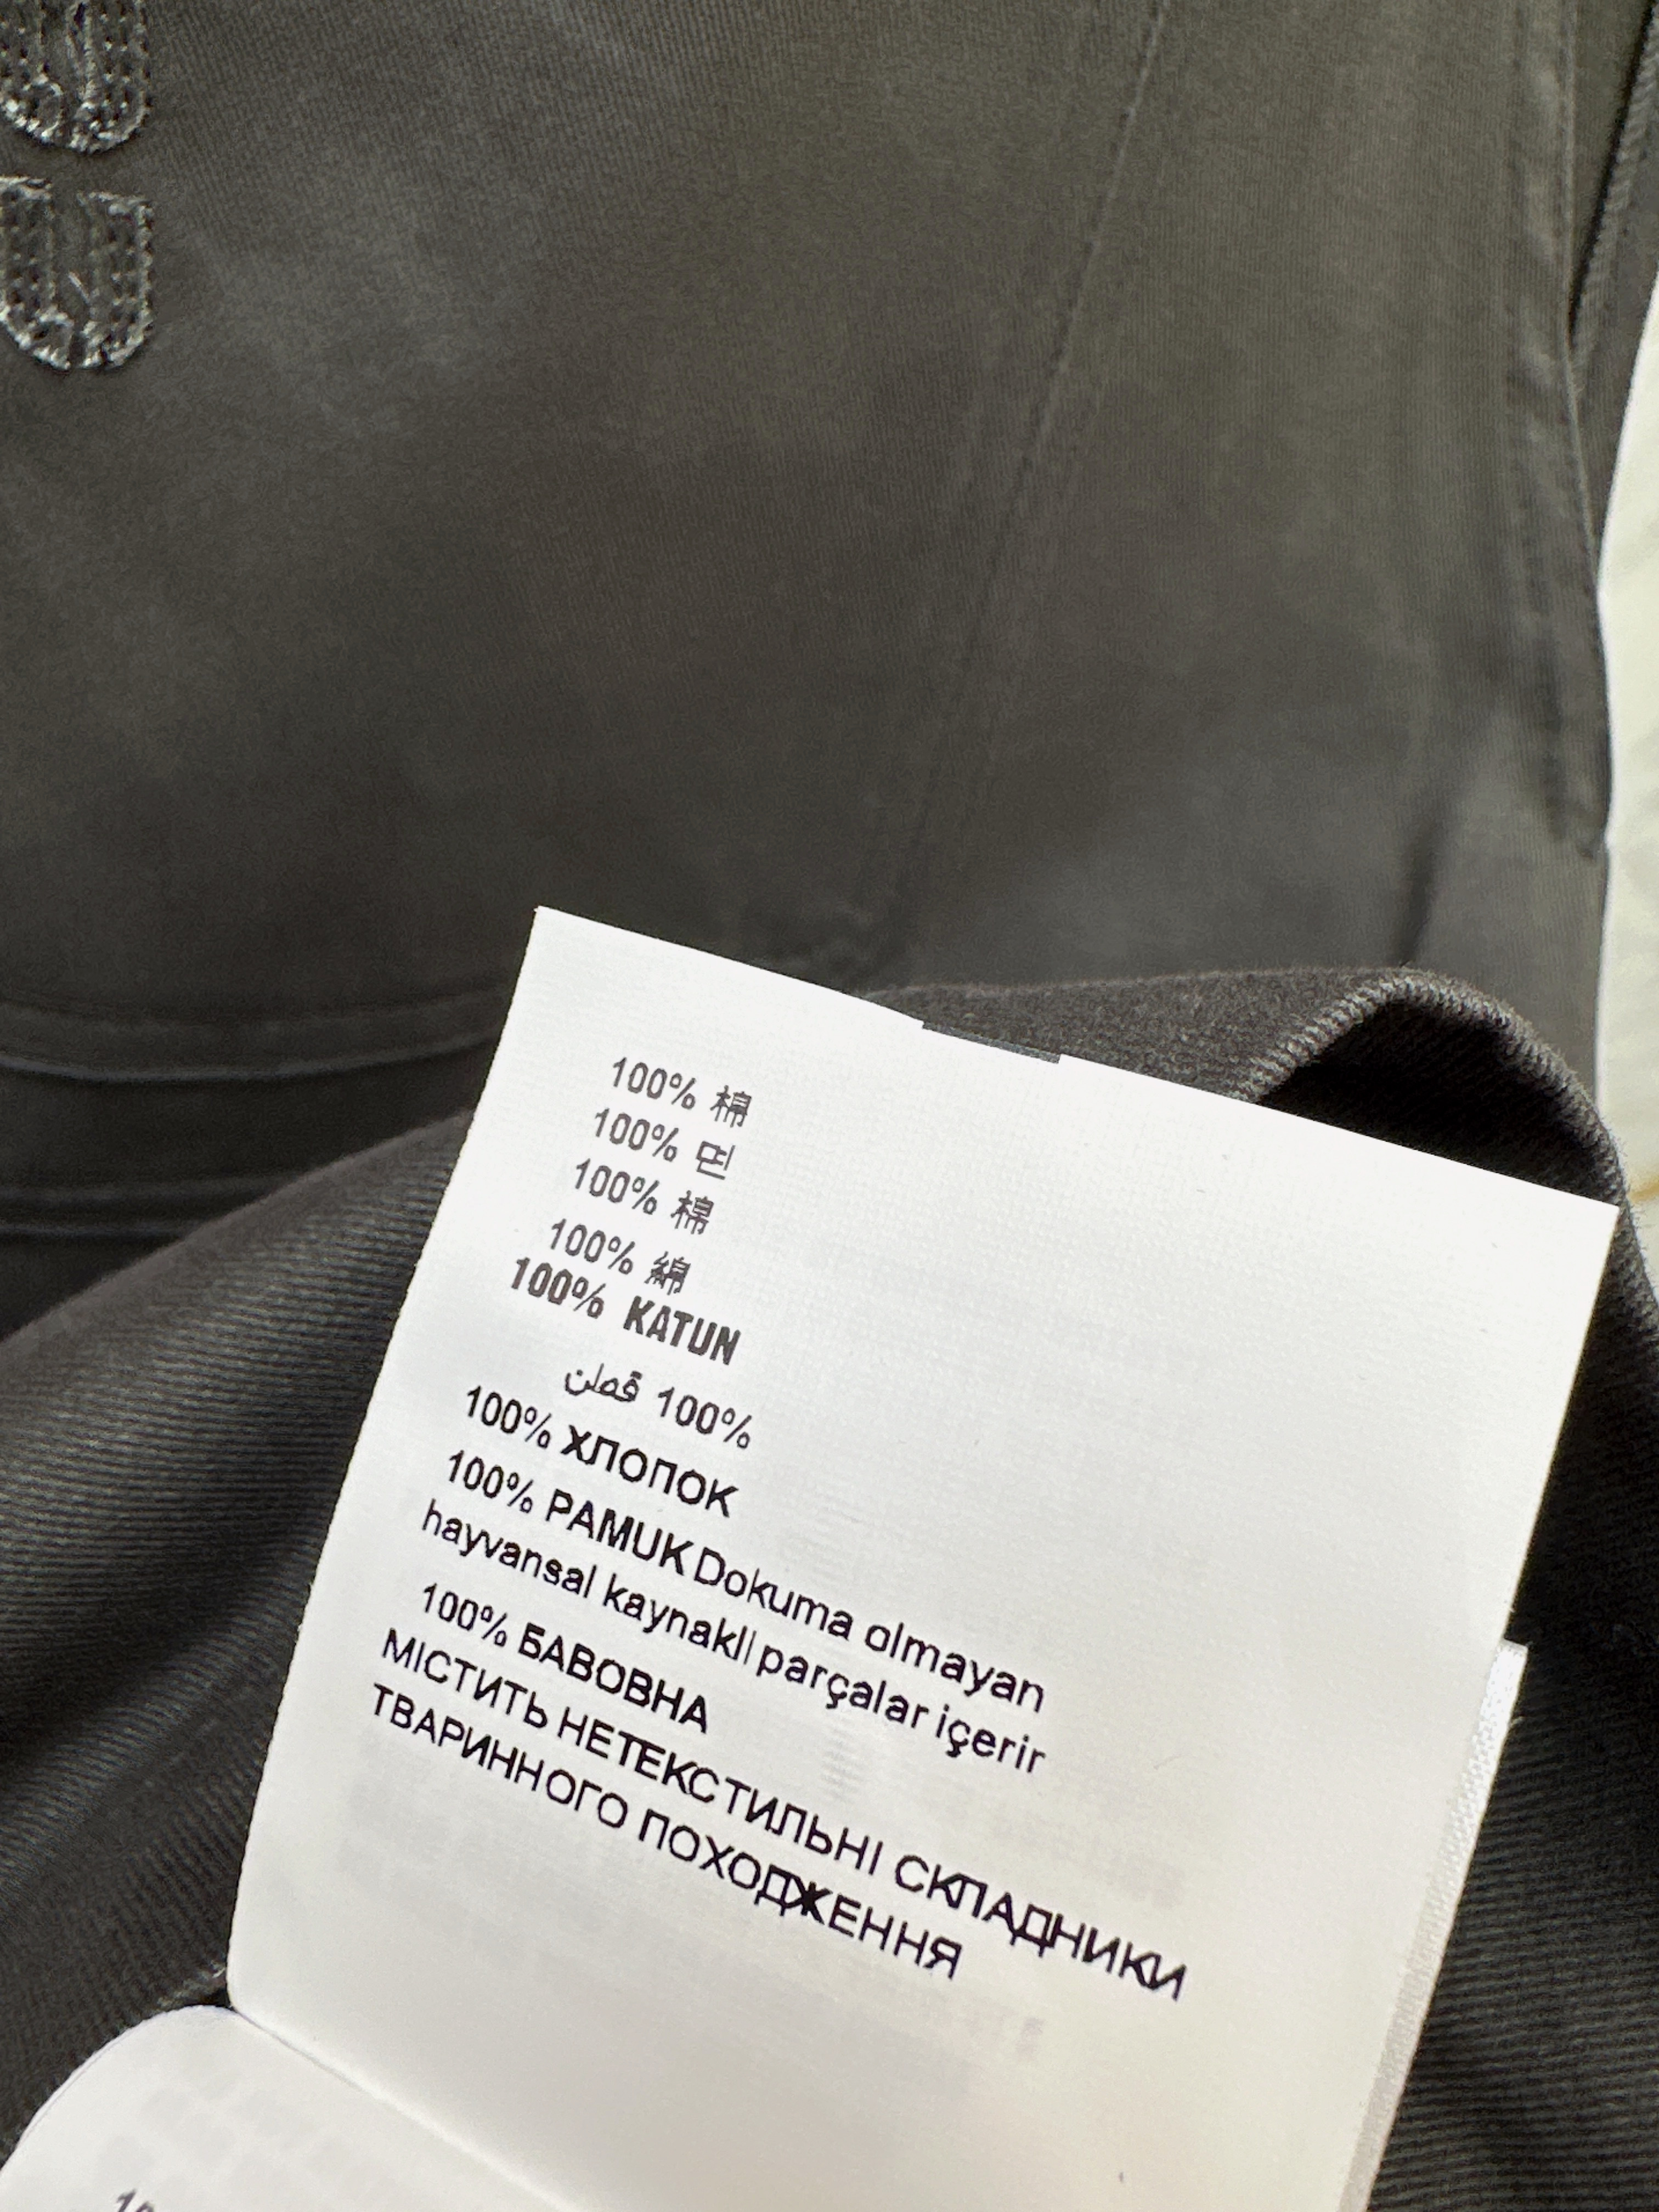 100% 棉
100% 면
100% 棉
100% 綿
100% KATUN
100% قطن
100% ХЛОПОК
100% PAMUK Dokuma olmayan
hayvansal kaynaklı parçalar içerir
100% БАВОВНА
МІСТИТЬ НЕТЕКСТИЛЬНІ СКЛАДНИКИ
ТВАРИННОГО ПОХОДЖЕННЯ